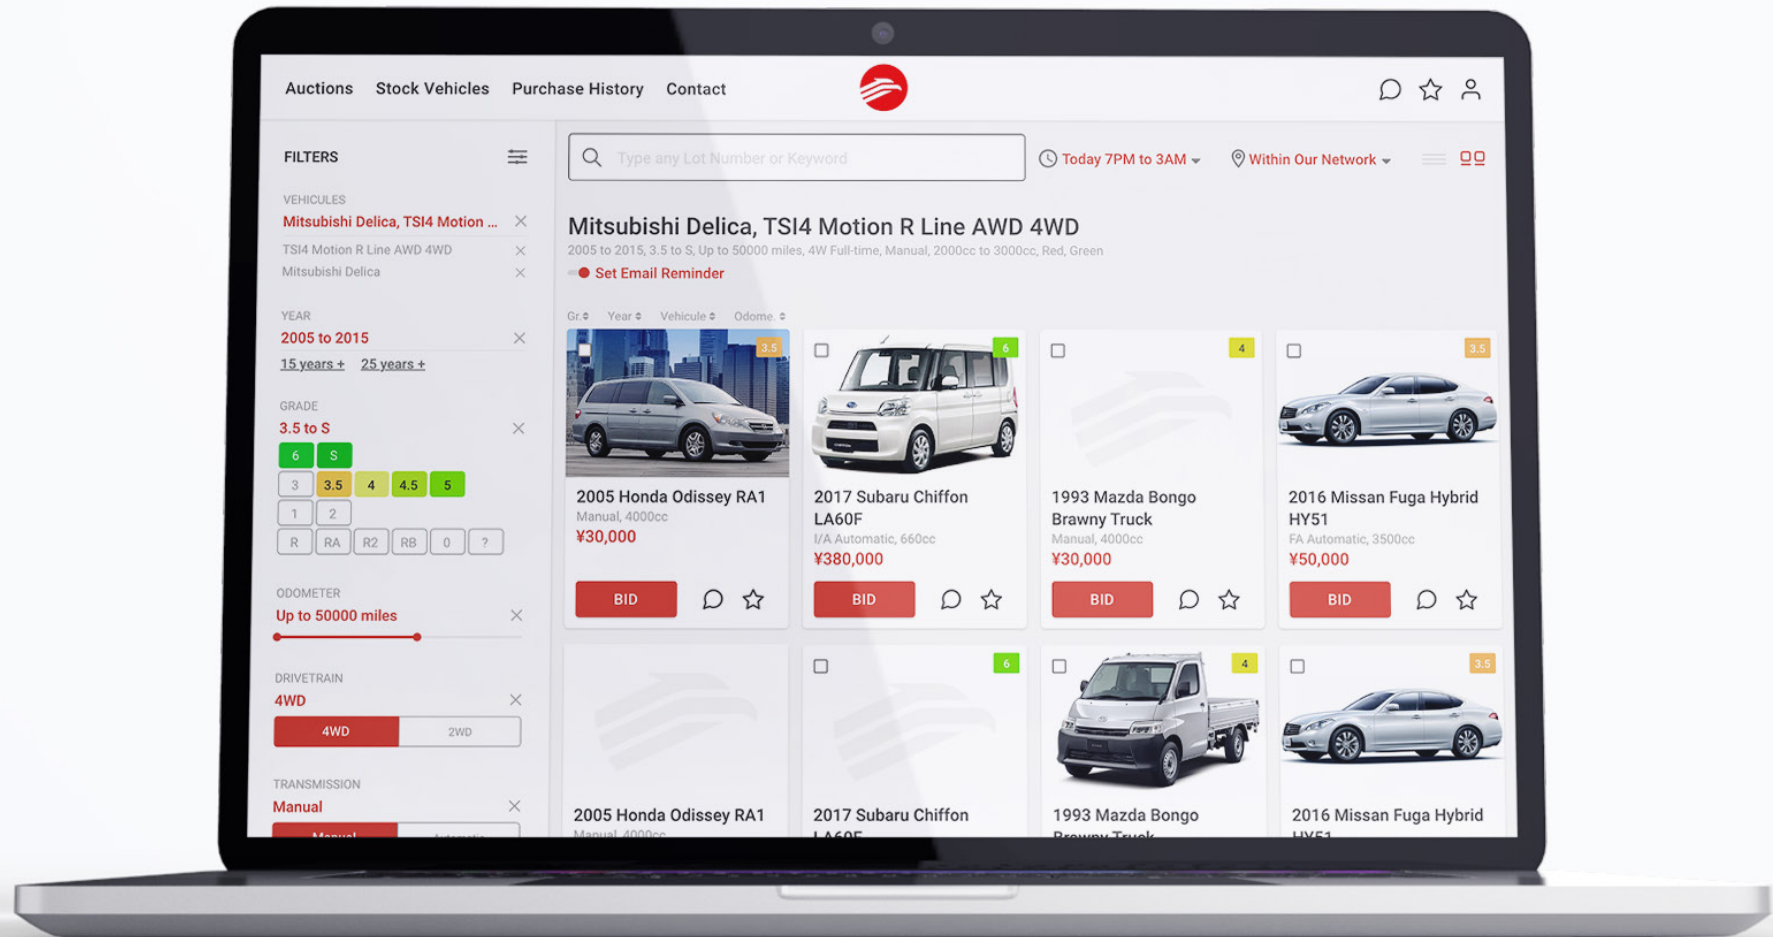 Auctions Stock Vehicles Purchase History Contact
FILTERS
VEHICULES
Mitsubishi Delica, TSI4 Motion ...
TSI4 Motion R Line AWD 4WD
Mitsubishi Delica
YEAR
2005 to 2015
15 years + 25 years +
GRADE
3.5 to S
6 S
3 3.5 4 4.5 5
1 2
R RA R2 RB 0 ?
ODOMETER
Up to 50000 miles
DRIVETRAIN
4WD
4WD 2WD
TRANSMISSION
Manual
Manual Automatic
Type any Lot Number or Keyword
Today 7PM to 3AM
Within Our Network
Mitsubishi Delica, TSI4 Motion R Line AWD 4WD
2005 to 2015, 3.5 to S, Up to 50000 miles, 4W Full-time, Manual, 2000cc to 3000cc, Red, Green
Set Email Reminder
Gr. Year Vehicule Odome.
3.5
2005 Honda Odissey RA1
Manual, 4000cc
¥30,000
BID
6
2017 Subaru Chiffon
LA60F
I/A Automatic, 660cc
¥380,000
BID
4
1993 Mazda Bongo
Brawny Truck
Manual, 4000cc
¥30,000
BID
3.5
2016 Missan Fuga Hybrid
HY51
FA Automatic, 3500cc
¥50,000
BID
2005 Honda Odissey RA1
Manual, 4000cc
6
2017 Subaru Chiffon
LA60F
4
1993 Mazda Bongo
Brawny Truck
3.5
2016 Missan Fuga Hybrid
HY51